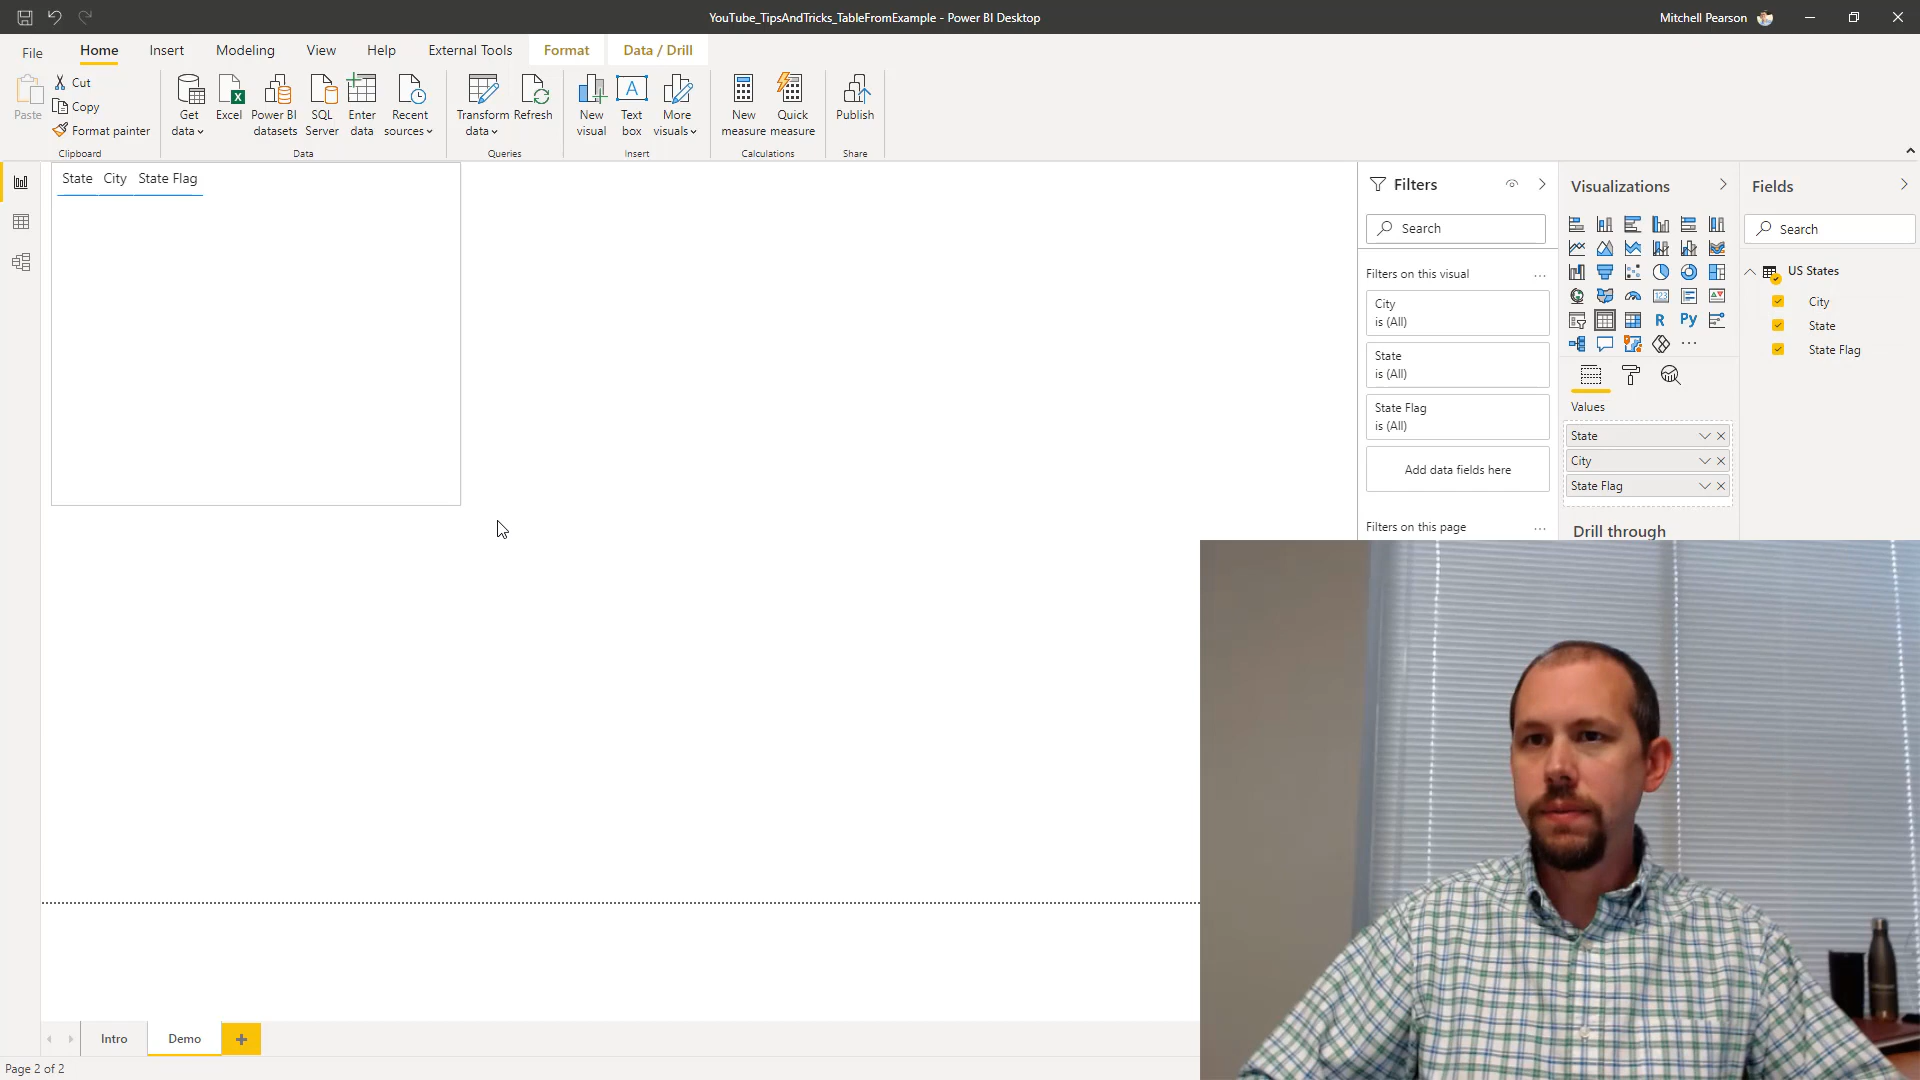 YouTube_TipsAndTricks_TableFromExample - Power BI Desktop
Mitchell Pearson
File Home Insert Modeling View Help External Tools Format Data / Drill
Paste
Cut
Copy
Format painter
Clipboard
Get data
Excel
Power BI datasets
SQL Server
Enter data
Recent sources
Data
Transform data
Refresh
Queries
New visual
A
Text box
More visuals
Insert
New measure
Quick measure
Calculations
Publish
Share
State City State Flag
Filters
Search
Filters on this visual
...
City
is (All)
State
is (All)
State Flag
is (All)
Add data fields here
Filters on this page
...
Visualizations
123
R
Py
...
Values
State
City
State Flag
Drill through
Fields
Search
US States
City
State
State Flag
Intro
Demo
+
Page 2 of 2